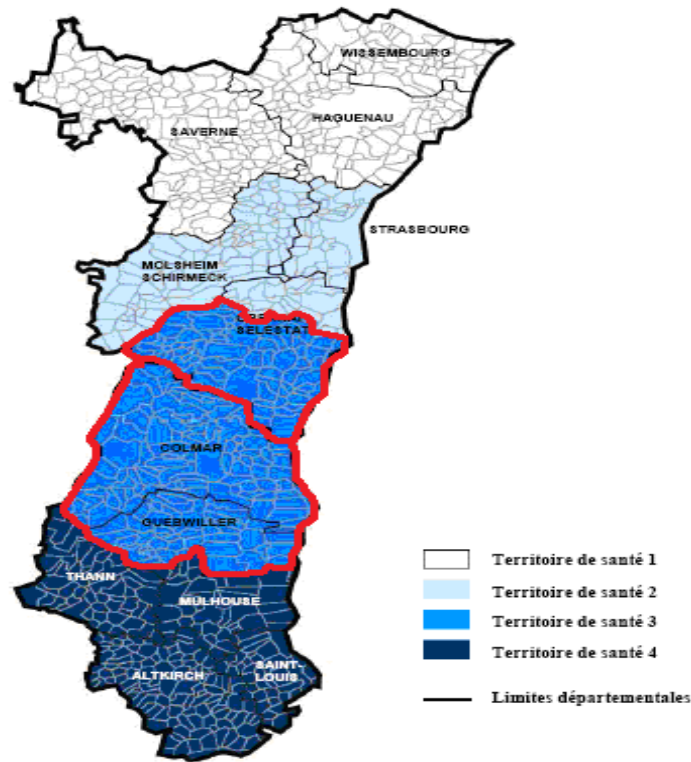 WISSEMBOURG
HAGUENAU
SAVERNE
STRASBOURG
MOLSHEIM
SCHIRMECK
SELESTAT
COLMAR
GUEBWILLER
THANN
MULHOUSE
ALTKIRCH
SAINT-
LOUIS
Territoire de santé 1
Territoire de santé 2
Territoire de santé 3
Territoire de santé 4
Limites départementales